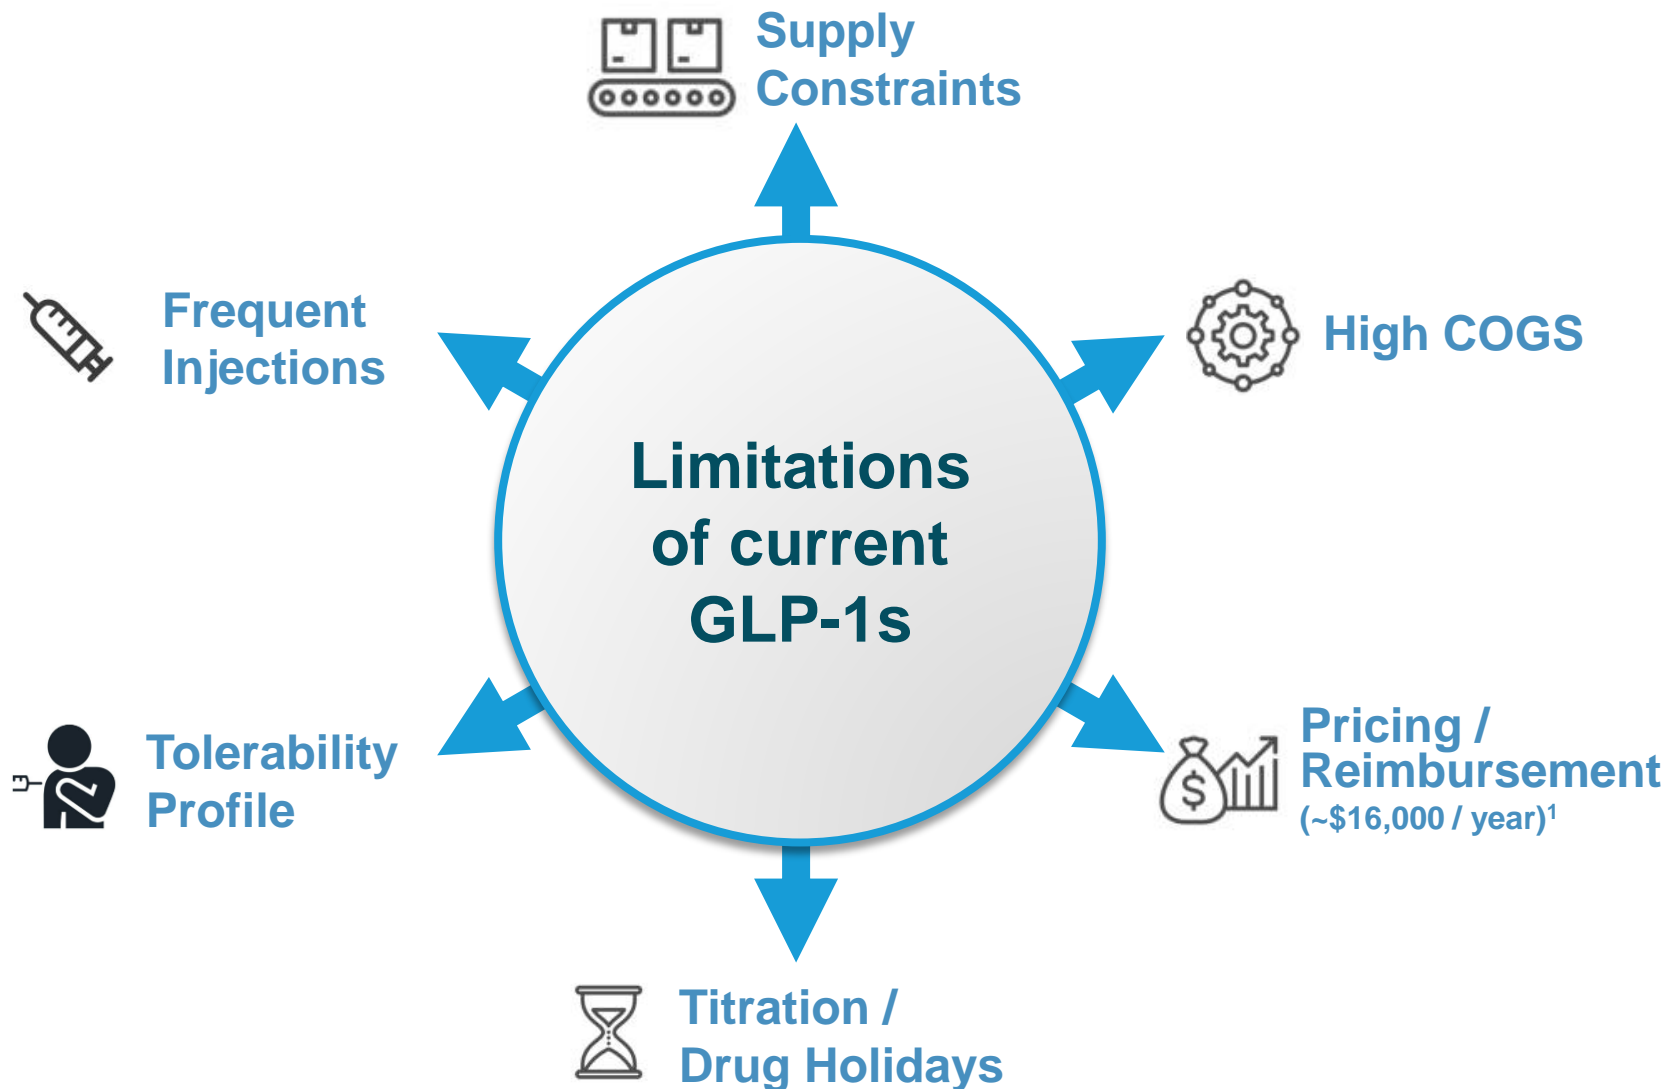 Supply
Constraints
Frequent
Injections
High COGS
Limitations
of current
GLP-1s
Tolerability
Profile
Pricing /
Reimbursement
(~$16,000 / year)¹
Titration /
Drug Holidays